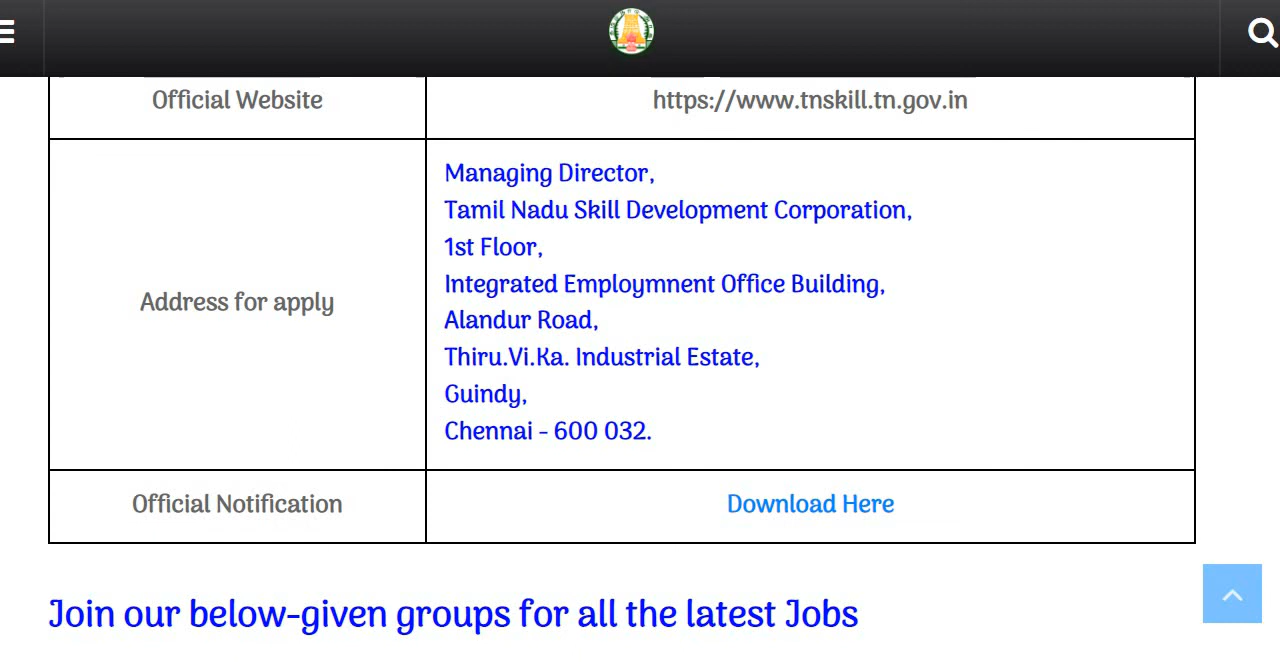 Official Website
https://www.tnskill.tn.gov.in
Address for apply
Managing Director,
Tamil Nadu Skill Development Corporation,
1st Floor,
Integrated Employmnent Office Building,
Alandur Road,
Thiru.Vi.Ka. Industrial Estate,
Guindy,
Chennai - 600 032.
Official Notification
Download Here
Join our below-given groups for all the latest Jobs